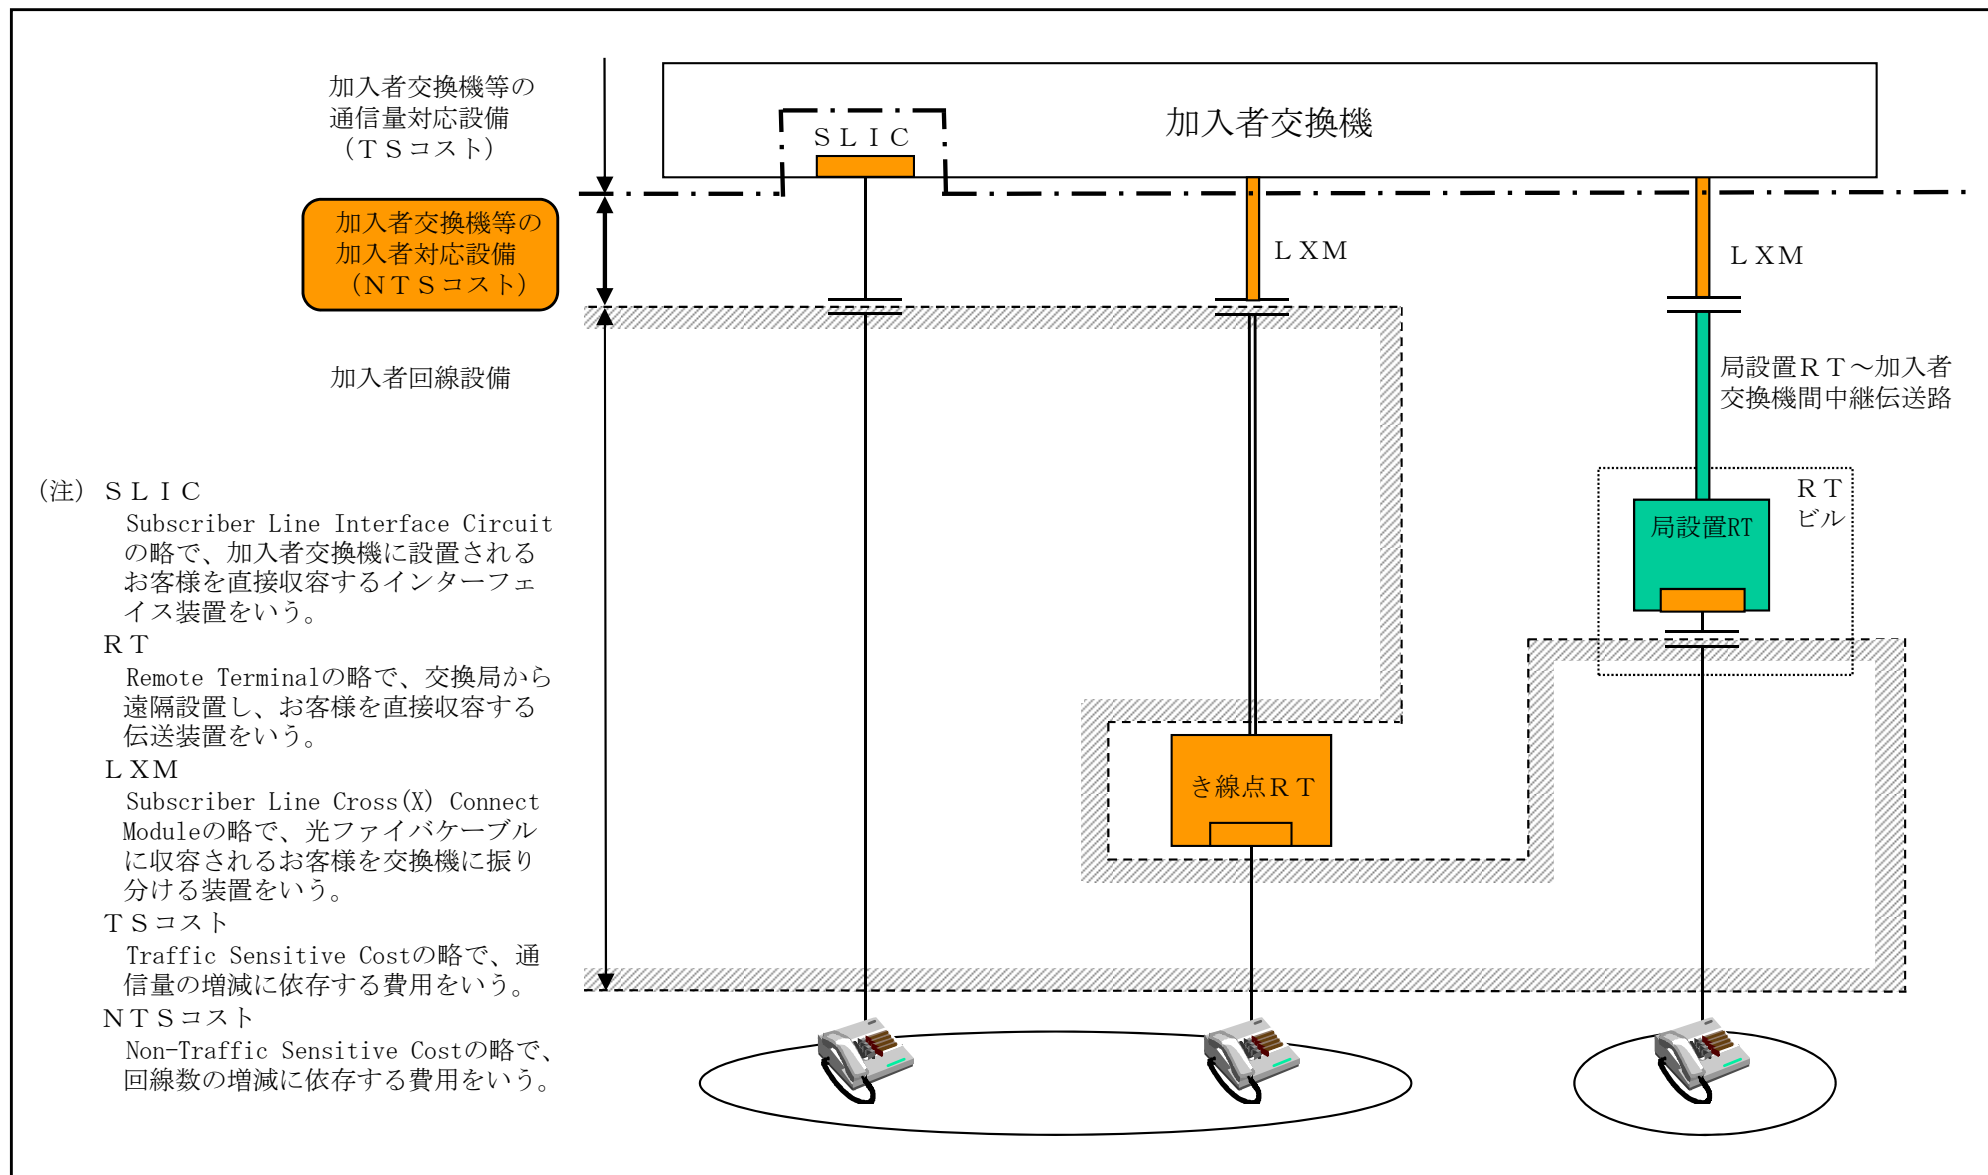 加入者交換機等の
通信量対応設備
(TSコスト)
加入者交換機
SLIC
加入者交換機等の
加入者対応設備
(NTSコスト)
LXM
LXM
加入者回線設備
局設置RT~加入者
交換機間中継伝送路
RT
ビル
局設置RT
き線点RT
(注)SLIC
Subscriber Line Interface Circuit
の略で、加入者交換機に設置される
お客様を直接収容するインターフェ
イス装置をいう。
RT
Remote Terminalの略で、交換局から
遠隔設置し、お客様を直接収容する
伝送装置をいう。
LXM
Subscriber Line Cross(X) Connect
Moduleの略で、光ファイバケーブル
に収容されるお客様を交換機に振り
分ける装置をいう。
TSコスト
Traffic Sensitive Costの略で、通
信量の増減に依存する費用をいう。
NTSコスト
Non-Traffic Sensitive Costの略で、
回線数の増減に依存する費用をいう。